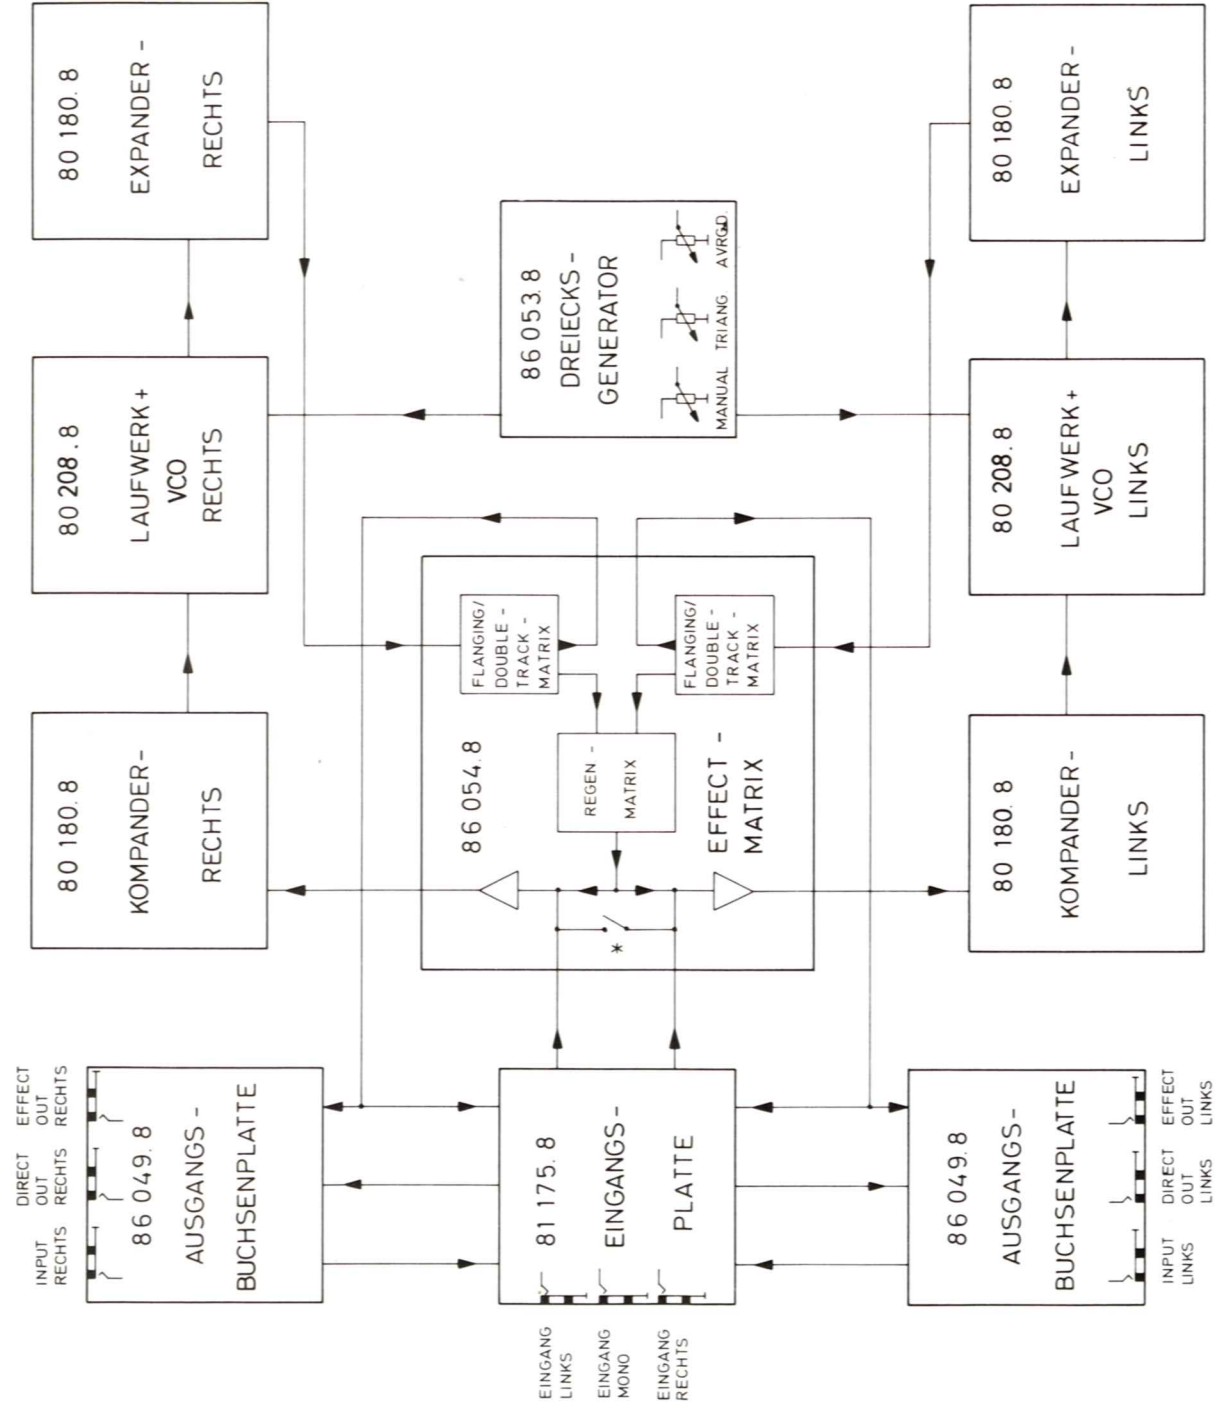 EFFECT
OUT
RECHTS
DIRECT
OUT
RECHTS
INPUT
RECHTS
86 049.8
AUSGANGS-
BUCHSENPLATTE
80 180.8
KOMPANDER-
RECHTS
80 208.8
LAUFWERK+
VCO
RECHTS
80 180.8
EXPANDER-
RECHTS
EINGANG
LINKS
EINGANG
MONO
EINGANG
RECHTS
81 175.8
EINGANGS-
PLATTE
86 054.8
EFFECT-
MATRIX
*
REGEN-
MATRIX
FLANGING/
DOUBLE-
TRACK-
MATRIX
FLANGING/
DOUBLE-
TRACK-
MATRIX
86 053.8
DREIECKS-
GENERATOR
MANUAL
TRIANG.
AVRGD.
86 049.8
AUSGANGS-
BUCHSENPLATTE
INPUT
LINKS
DIRECT
OUT
LINKS
EFFECT
OUT
LINKS
80 180.8
KOMPANDER-
LINKS
80 208.8
LAUFWERK+
VCO
LINKS
80 180.8
EXPANDER-
LINKS